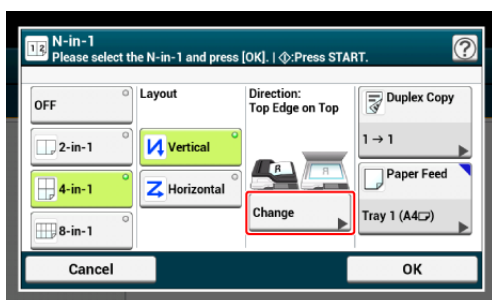 N-in-1
Please select the N-in-1 and press [OK]. | :Press START.
?
OFF
2-in-1
4-in-1
8-in-1
Layout
Vertical
Horizontal
Direction:
Top Edge on Top
Change
Duplex Copy
1 → 1
Paper Feed
Tray 1 (A4)
Cancel
OK